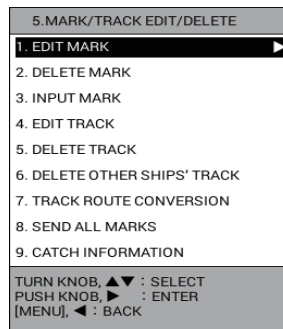 5.MARK/TRACK EDIT/DELETE
1. EDIT MARK ▶
2. DELETE MARK
3. INPUT MARK
4. EDIT TRACK
5. DELETE TRACK
6. DELETE OTHER SHIPS' TRACK
7. TRACK ROUTE CONVERSION
8. SEND ALL MARKS
9. CATCH INFORMATION
TURN KNOB, ▲▼ : SELECT
PUSH KNOB, ▶ : ENTER
[MENU], ◀ : BACK